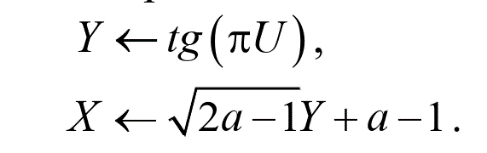 Y ← tg(πU),
X ← √(2a−1)Y + a − 1.